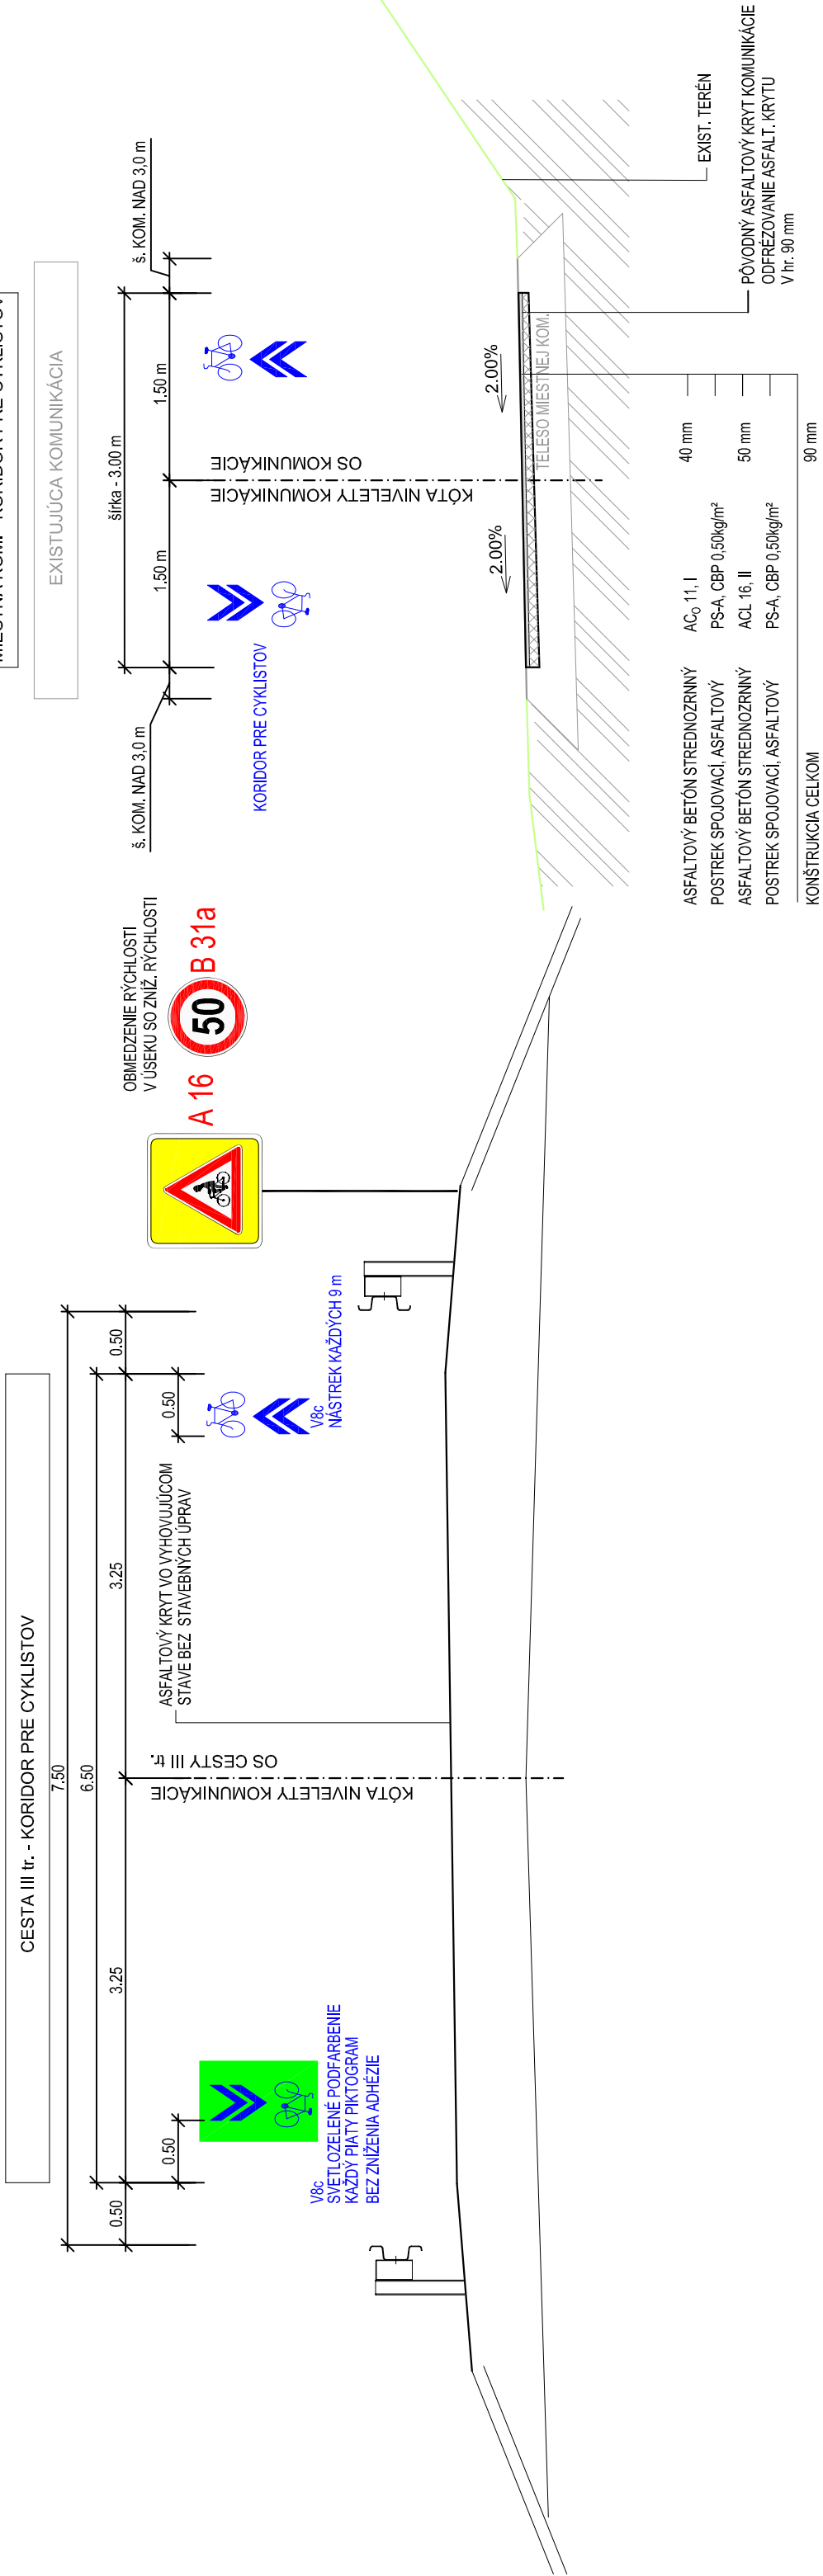 CESTA III tr. - KORIDOR PRE CYKLISTOV
7.50
6.50
0.50
3.25
3.25
0.50
0.50
0.50
V8c
SVETLOZELENÉ PODFARBENIE
KAŽDÝ PIATY PIKTOGRAM
BEZ ZNÍŽENIA ADHÉZIE
KÓTA NIVELETY KOMUNIKÁCIE
OS CESTY III tr.
ASFALTOVÝ KRYT VO VYHOVUJÚCOM
STAVE BEZ STAVEBNÝCH ÚPRAV
V8c
NÁSTREK KAŽDÝCH 9 m
OBMEDZENIE RÝCHLOSTI
V ÚSEKU SO ZNÍŽ. RÝCHLOSTI
A 16
50
B 31a
EXISTUJÚCA KOMUNIKÁCIA
šírka - 3.00 m
1.50 m
1.50 m
š. KOM. NAD 3,0 m
š. KOM. NAD 3,0 m
KORIDOR PRE CYKLISTOV
KÓTA NIVELETY KOMUNIKÁCIE
OS KOMUNIKÁCIE
2.00%
2.00%
TELESO MIESTNEJ KOM.
EXIST. TERÉN
PÔVODNÝ ASFALTOVÝ KRYT KOMUNIKÁCIE
ODFRÉZOVANIE ASFALT. KRYTU
V hr. 90 mm
ASFALTOVÝ BETÓN STREDNOZRNNÝ AC₀ 11, I 40 mm
POSTREK SPOJOVACÍ, ASFALTOVÝ PS-A, CBP 0,50kg/m²
ASFALTOVÝ BETÓN STREDNOZRNNÝ ACL 16, II 50 mm
POSTREK SPOJOVACÍ, ASFALTOVÝ PS-A, CBP 0,50kg/m²
KONŠTRUKCIA CELKOM 90 mm